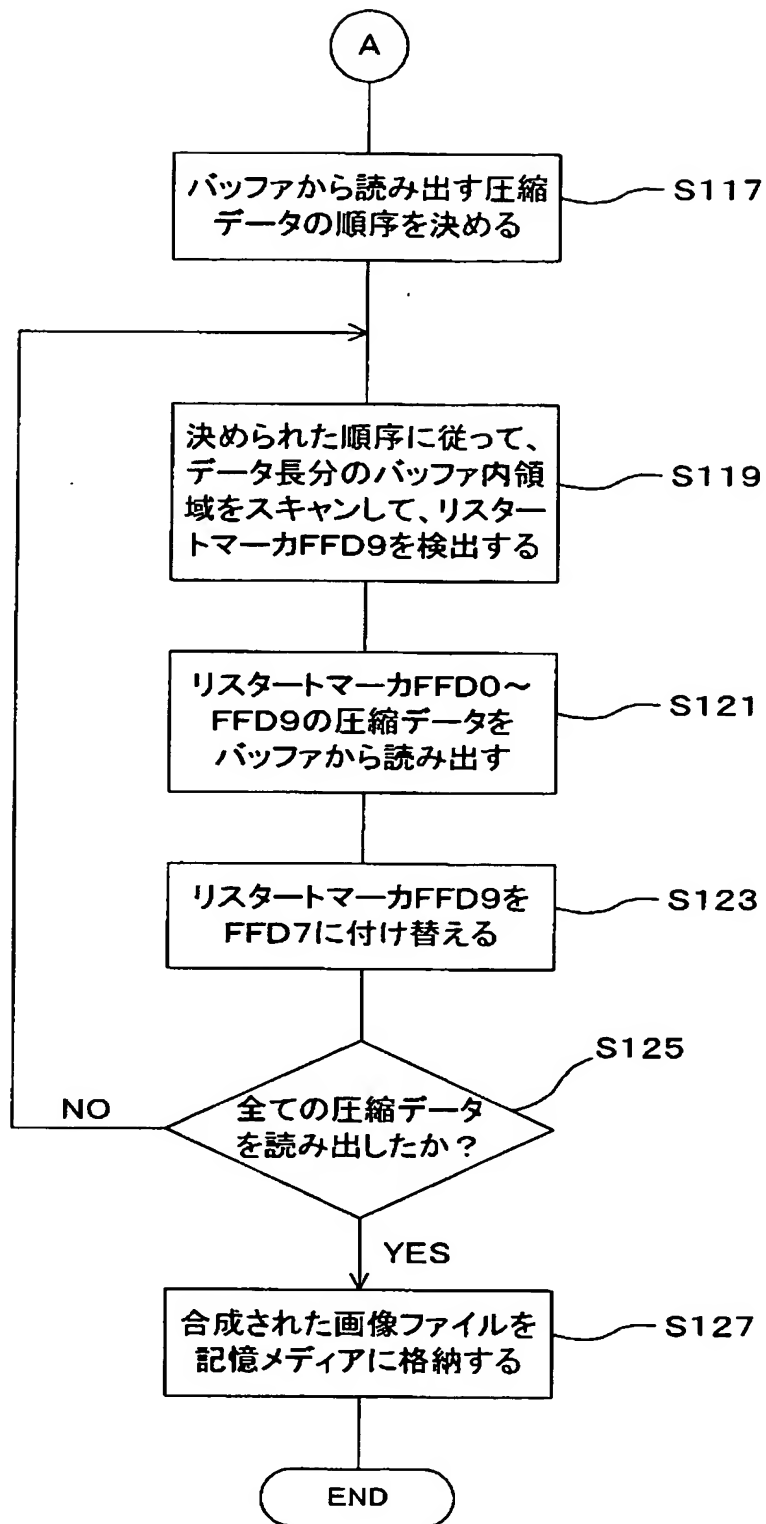 A
バッファから読み出す圧縮
データの順序を決める
S117
決められた順序に従って、
データ長分のバッファ内領
域をスキャンして、リスター
トマーカFFD9を検出する
S119
リスタートマーカFFD0～
FFD9の圧縮データを
バッファから読み出す
S121
リスタートマーカFFD9を
FFD7に付け替える
S123
S125
NO
全ての圧縮データ
を読み出したか？
YES
合成された画像ファイルを
記憶メディアに格納する
S127
END